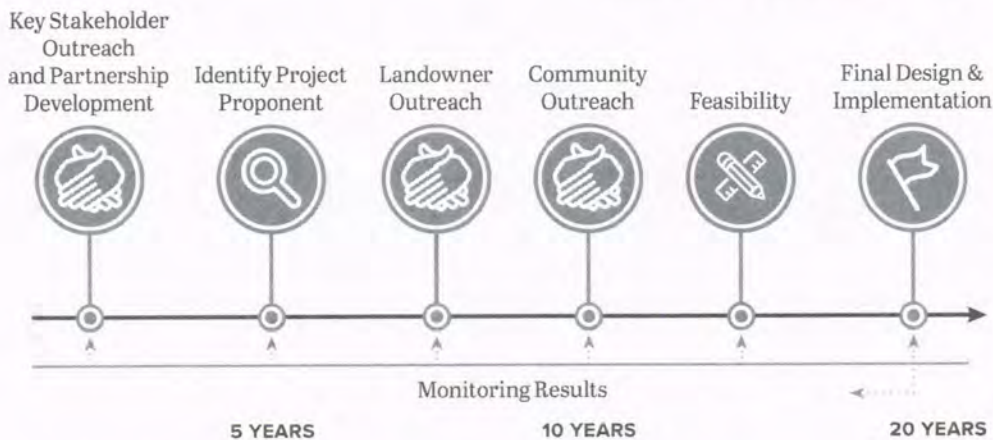 Key Stakeholder
Outreach
and Partnership
Development
Identify Project
Proponent
Landowner
Outreach
Community
Outreach
Feasibility
Final Design &
Implementation
Monitoring Results
5 YEARS
10 YEARS
20 YEARS